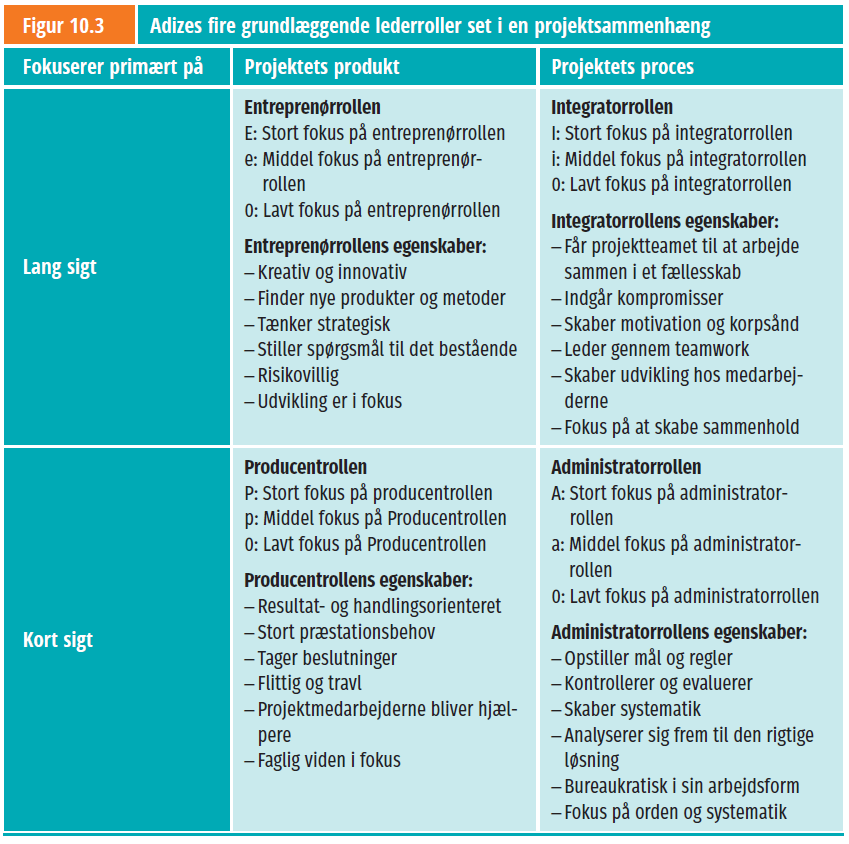 Figur 10.3
Adizes fire grundlæggende lederroller set i en projektsammenhæng
Fokuserer primært på
Projektets produkt
Projektets proces
Lang sigt
Entreprenørrollen
E: Stort fokus på entreprenørrollen
e: Middel fokus på entreprenør-
rollen
0: Lavt fokus på entreprenørrollen
Entreprenørrollens egenskaber:
– Kreativ og innovativ
– Finder nye produkter og metoder
– Tænker strategisk
– Stiller spørgsmål til det bestående
– Risikovillig
– Udvikling er i fokus
Integratorrollen
I: Stort fokus på integratorrollen
i: Middel fokus på integratorrollen
0: Lavt fokus på integratorrollen
Integratorrollens egenskaber:
– Får projektteamet til at arbejde
sammen i et fællesskab
– Indgår kompromisser
– Skaber motivation og korpsånd
– Leder gennem teamwork
– Skaber udvikling hos medarbej-
derne
– Fokus på at skabe sammenhold
Kort sigt
Producentrollen
P: Stort fokus på producentrollen
p: Middel fokus på Producentrollen
0: Lavt fokus på Producentrollen
Producentrollens egenskaber:
– Resultat- og handlingsorienteret
– Stort præstationsbehov
– Tager beslutninger
– Flittig og travl
– Projektmedarbejderne bliver hjæl-
pere
– Faglig viden i fokus
Administratorrollen
A: Stort fokus på administrator-
rollen
a: Middel fokus på administrator-
rollen
0: Lavt fokus på administratorrollen
Administratorrollens egenskaber:
– Opstiller mål og regler
– Kontrollerer og evaluerer
– Skaber systematik
– Analyserer sig frem til den rigtige
løsning
– Bureaukratisk i sin arbejdsform
– Fokus på orden og systematik